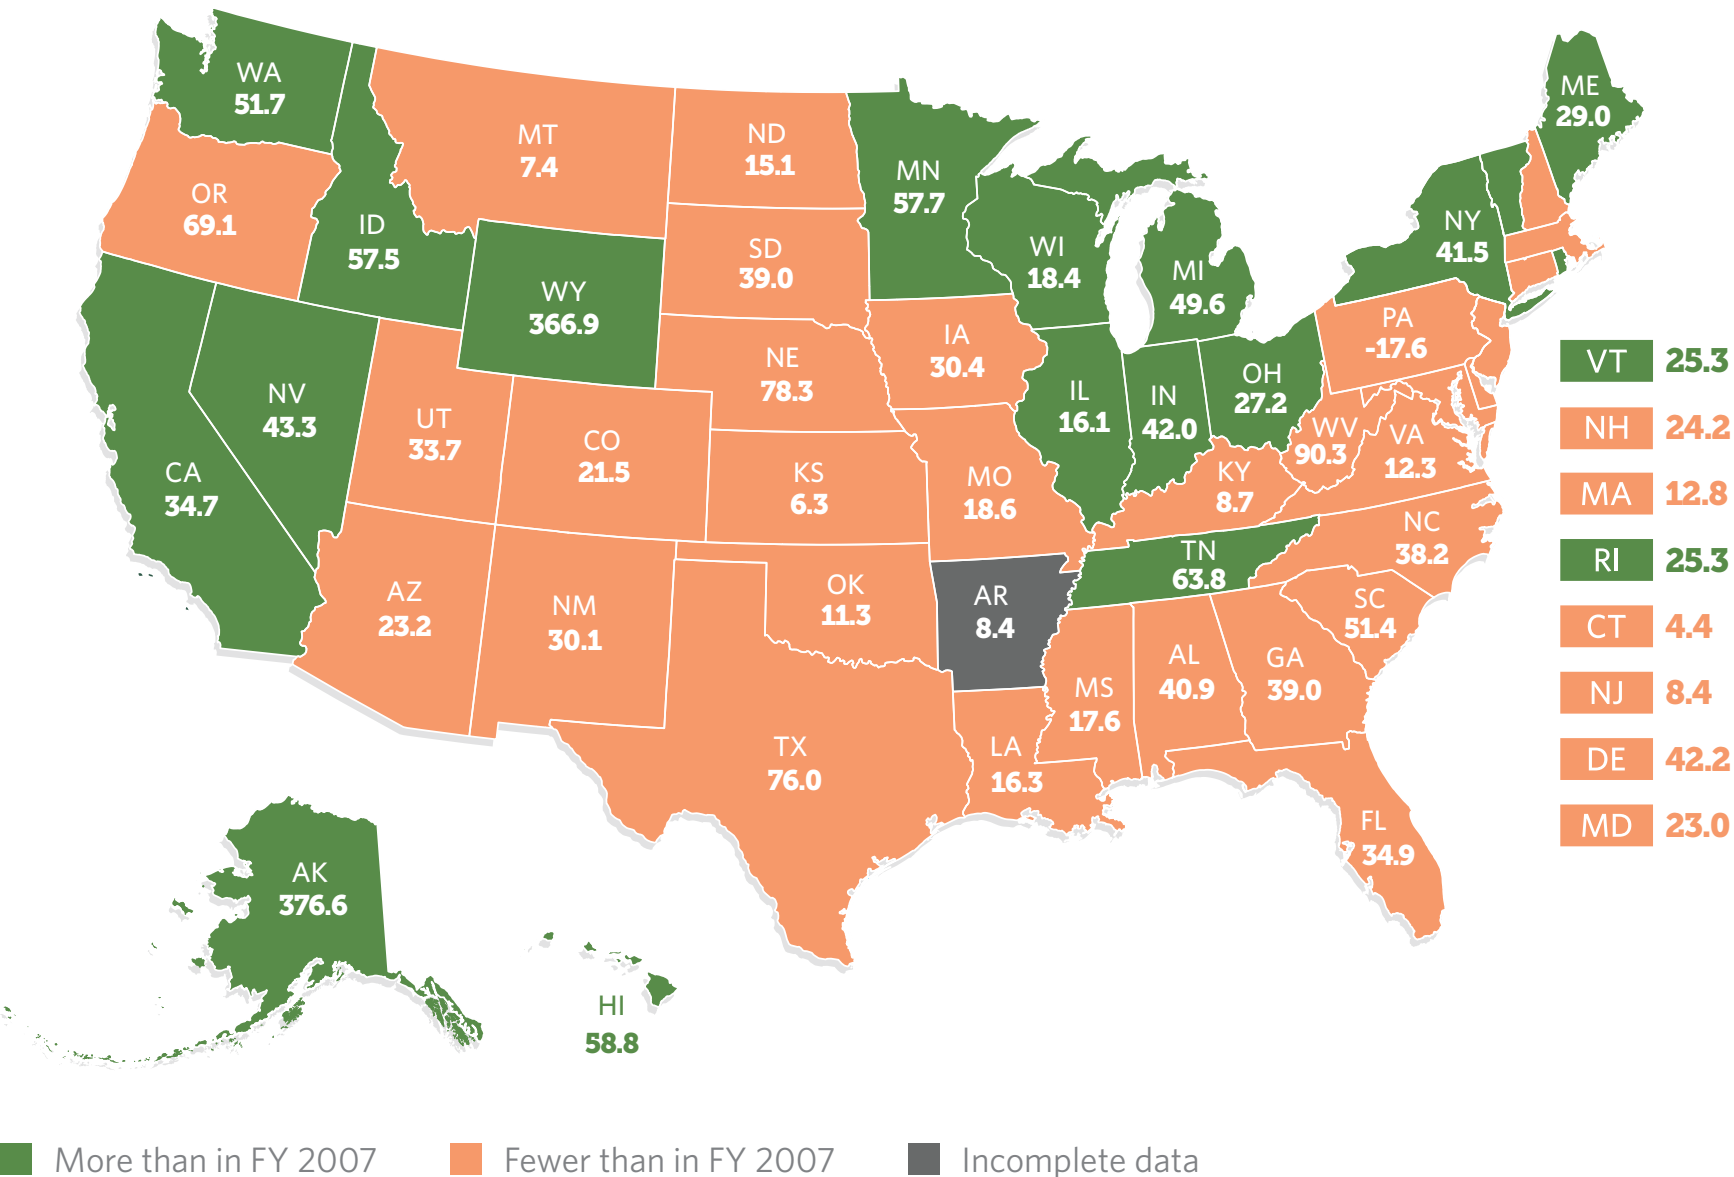 WA
51.7
OR
69.1
ID
57.5
MT
7.4
ND
15.1
MN
57.7
WI
18.4
MI
49.6
NY
41.5
ME
29.0
SD
39.0
WY
366.9
NV
43.3
CA
34.7
UT
33.7
CO
21.5
NE
78.3
KS
6.3
IA
30.4
MO
18.6
IL
16.1
IN
42.0
OH
27.2
PA
-17.6
WV
90.3
VA
12.3
KY
8.7
NC
38.2
TN
63.8
SC
51.4
AZ
23.2
NM
30.1
OK
11.3
AR
8.4
TX
76.0
LA
16.3
MS
17.6
AL
40.9
GA
39.0
FL
34.9
AK
376.6
HI
58.8
VT 25.3
NH 24.2
MA 12.8
RI 25.3
CT 4.4
NJ 8.4
DE 42.2
MD 23.0
More than in FY 2007
Fewer than in FY 2007
Incomplete data